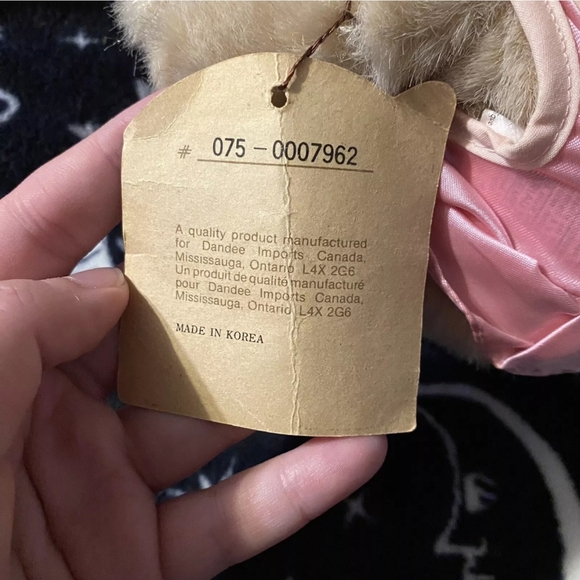 # 075-0007962
A quality product manufactured
for Dandee Imports Canada,
Mississauga, Ontario L4X 2G6
Un produit de qualité manufacturé
pour Dandee Imports Canada,
Mississauga, Ontario L4X 2G6
MADE IN KOREA